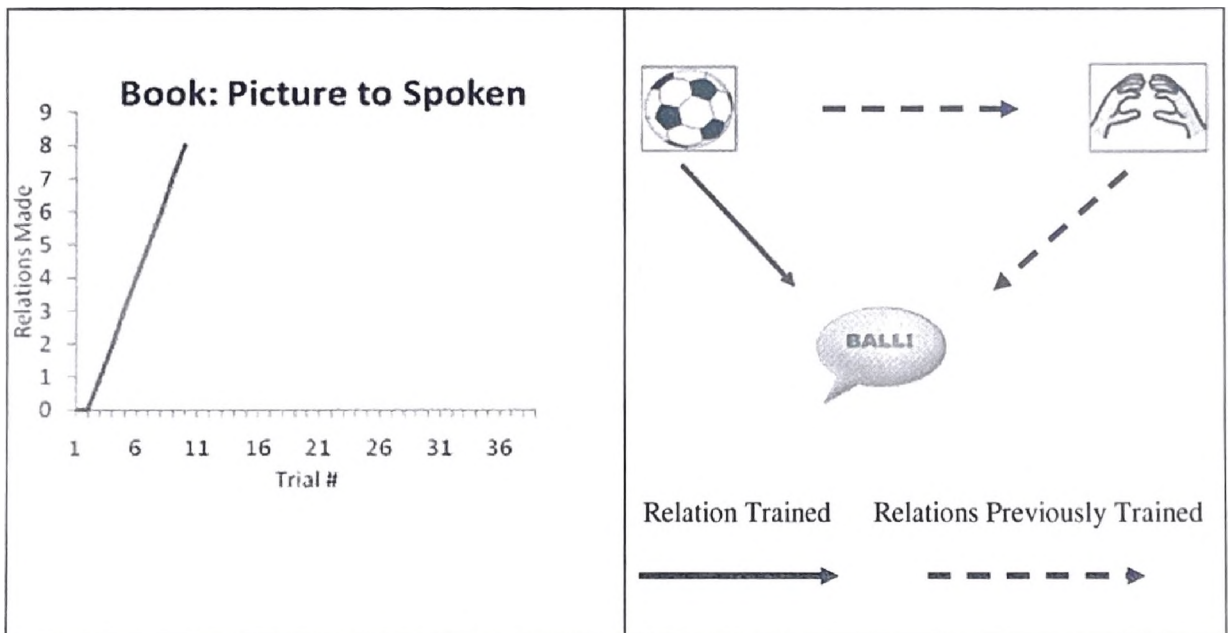 Book: Picture to Spoken
9
8
7
6
5
4
3
2
1
0
Relations Made
1 6 11 16 21 26 31 36
Trial #
BALL!
Relation Trained Relations Previously Trained